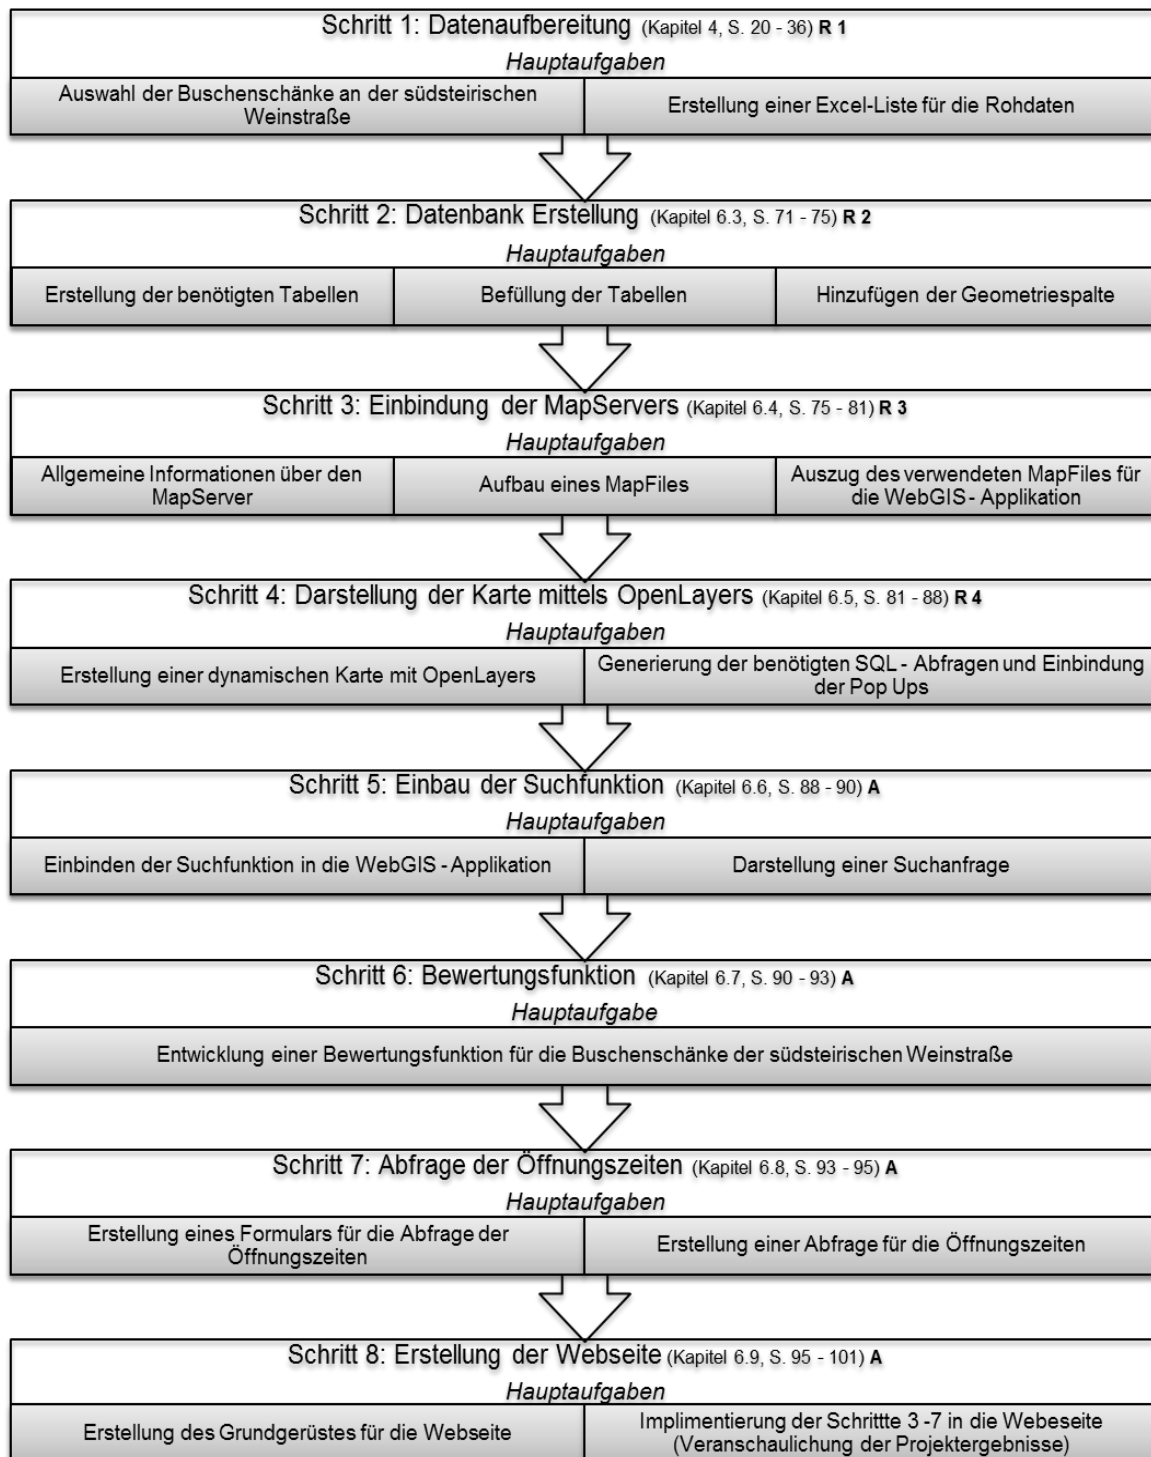 Schritt 1: Datenaufbereitung (Kapitel 4, S. 20 - 36) R 1
Hauptaufgaben
Auswahl der Buschenschänke an der südsteirischen
Weinstraße
Erstellung einer Excel-Liste für die Rohdaten
Schritt 2: Datenbank Erstellung (Kapitel 6.3, S. 71 - 75) R 2
Hauptaufgaben
Erstellung der benötigten Tabellen
Befüllung der Tabellen
Hinzufügen der Geometriespalte
Schritt 3: Einbindung der MapServers (Kapitel 6.4, S. 75 - 81) R 3
Hauptaufgaben
Allgemeine Informationen über den
MapServer
Aufbau eines MapFiles
Auszug des verwendeten MapFiles für
die WebGIS - Applikation
Schritt 4: Darstellung der Karte mittels OpenLayers (Kapitel 6.5, S. 81 - 88) R 4
Hauptaufgaben
Erstellung einer dynamischen Karte mit OpenLayers
Generierung der benötigten SQL - Abfragen und Einbindung
der Pop Ups
Schritt 5: Einbau der Suchfunktion (Kapitel 6.6, S. 88 - 90) A
Hauptaufgaben
Einbinden der Suchfunktion in die WebGIS - Applikation
Darstellung einer Suchanfrage
Schritt 6: Bewertungsfunktion (Kapitel 6.7, S. 90 - 93) A
Hauptaufgabe
Entwicklung einer Bewertungsfunktion für die Buschenschänke der südsteirischen Weinstraße
Schritt 7: Abfrage der Öffnungszeiten (Kapitel 6.8, S. 93 - 95) A
Hauptaufgaben
Erstellung eines Formulars für die Abfrage der
Öffnungszeiten
Erstellung einer Abfrage für die Öffnungszeiten
Schritt 8: Erstellung der Webseite (Kapitel 6.9, S. 95 - 101) A
Hauptaufgaben
Erstellung des Grundgerüstes für die Webseite
Implimentierung der Schrittte 3 -7 in die Webeseite
(Veranschaulichung der Projektergebnisse)